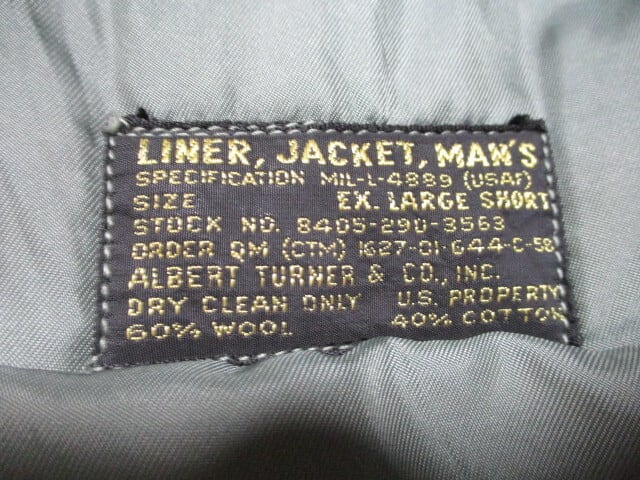 LINER, JACKET, MAN'S
SPECIFICATION MIL-L-4889 (USAF)
SIZE EX. LARGE SHORT
STOCK NO. 8405-290-3563
ORDER QM (CTM) 1627-01-644-C-58
ALBERT TURNER & CO., INC.
DRY CLEAN ONLY U.S. PROPERTY
60% WOOL 40% COTTON